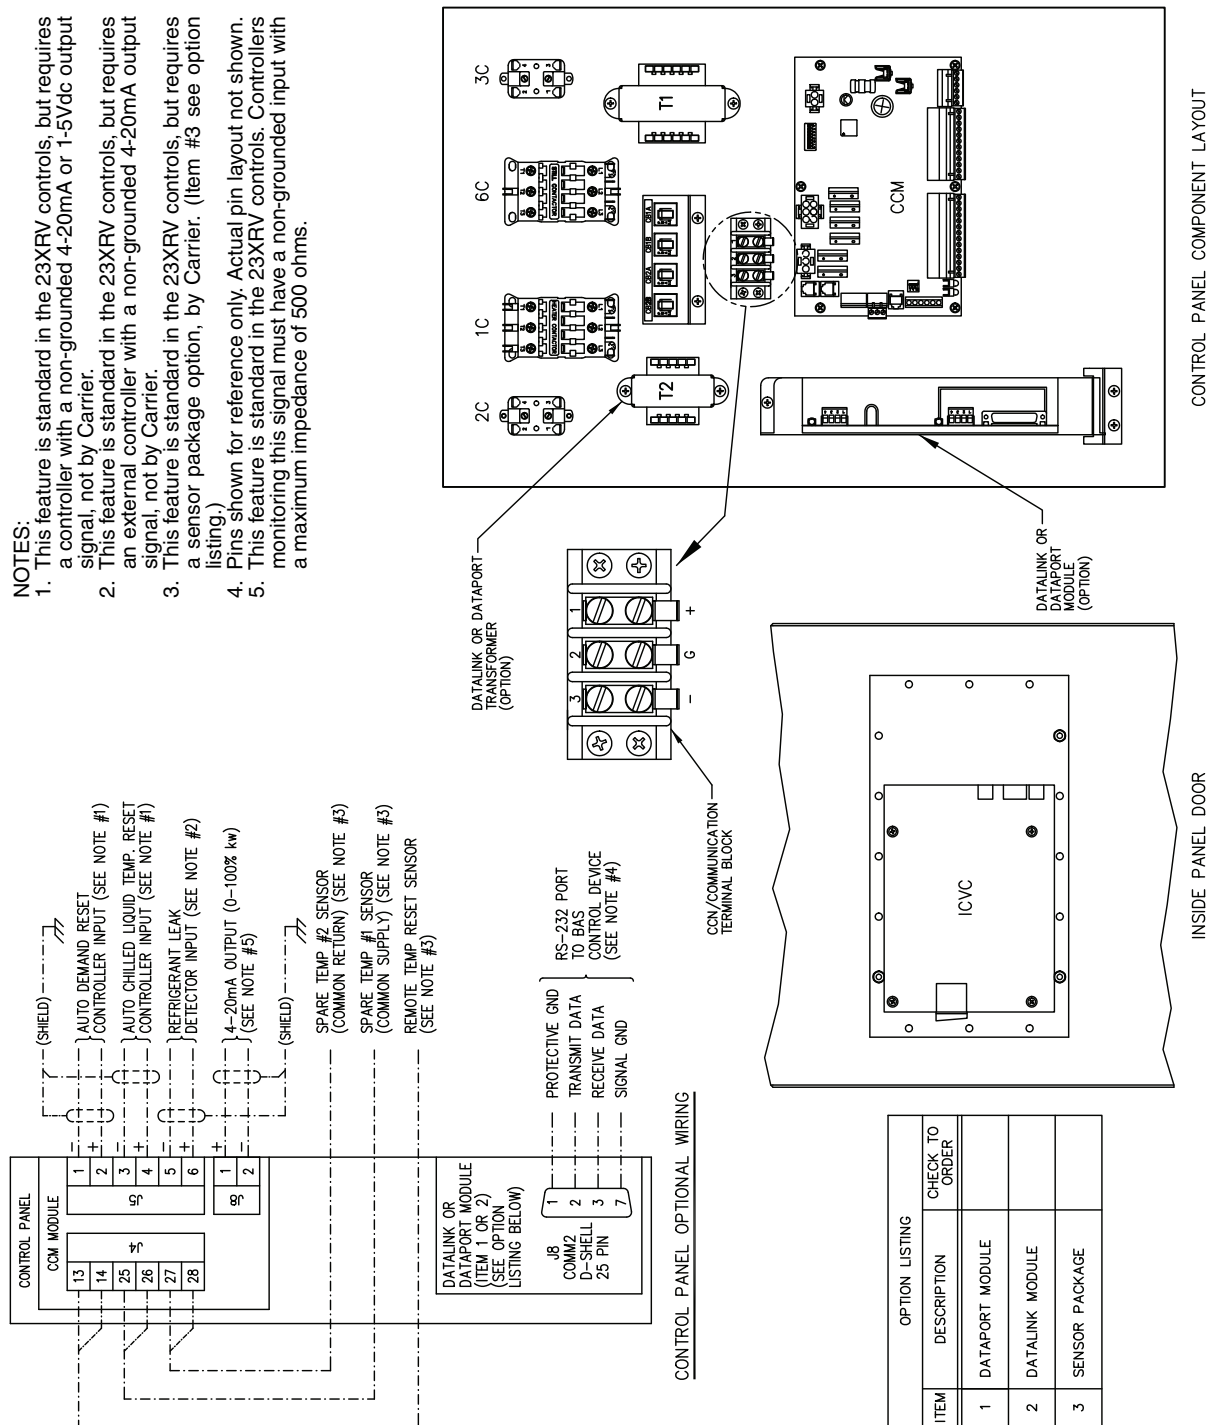 NOTES:
1. This feature is standard in the 23XRV controls, but requires
a controller with a non-grounded 4-20mA or 1-5Vdc output
signal, not by Carrier.
2. This feature is standard in the 23XRV controls, but requires
an external controller with a non-grounded 4-20mA output
signal, not by Carrier.
3. This feature is standard in the 23XRV controls, but requires
a sensor package option, by Carrier. (Item #3 see option
listing.)
4. Pins shown for reference only. Actual pin layout not shown.
5. This feature is standard in the 23XRV controls. Controllers
monitoring this signal must have a non-grounded input with
a maximum impedance of 500 ohms.
CONTROL PANEL
CCM MODULE
J4
13
14
25
26
27
28
J5
1 -
2 +
3 -
4 +
5 -
6 +
J6
1 +
2 -
(SHIELD)
AUTO DEMAND RESET
CONTROLLER INPUT (SEE NOTE #1)
AUTO CHILLED LIQUID TEMP. RESET
CONTROLLER INPUT (SEE NOTE #1)
REFRIGERANT LEAK
DETECTOR INPUT (SEE NOTE #2)
4-20mA OUTPUT (0-100% kw)
(SEE NOTE #5)
(SHIELD)
SPARE TEMP #2 SENSOR
(COMMON RETURN) (SEE NOTE #3)
SPARE TEMP #1 SENSOR
(COMMON SUPPLY) (SEE NOTE #3)
REMOTE TEMP RESET SENSOR
(SEE NOTE #3)
DATALINK OR
DATAPORT MODULE
(ITEM 1 OR 2)
(SEE OPTION
LISTING BELOW)
J8
COMM2
D-SHELL
25 PIN
1
2
3
7
PROTECTIVE GND
TRANSMIT DATA
RECEIVE DATA
SIGNAL GND
RS-232 PORT
TO BAS
CONTROL DEVICE
(SEE NOTE #4)
CONTROL PANEL OPTIONAL WIRING
OPTION LISTING
ITEM DESCRIPTION CHECK TO
ORDER
1 DATAPORT MODULE
2 DATALINK MODULE
3 SENSOR PACKAGE
DATALINK OR DATAPORT
TRANSFORMER
(OPTION)
3 2 1
- G +
CCN/COMMUNICATION
TERMINAL BLOCK
DATALINK OR
DATAPORT
MODULE
(OPTION)
ICVC
INSIDE PANEL DOOR
2C
1C
6C
3C
HEATER CONTACTOR
STILL CONTACTOR
T2
T1
CB2B
CB2A
CB1B
CB1A
3 2 1
CCM
CONTROL PANEL COMPONENT LAYOUT